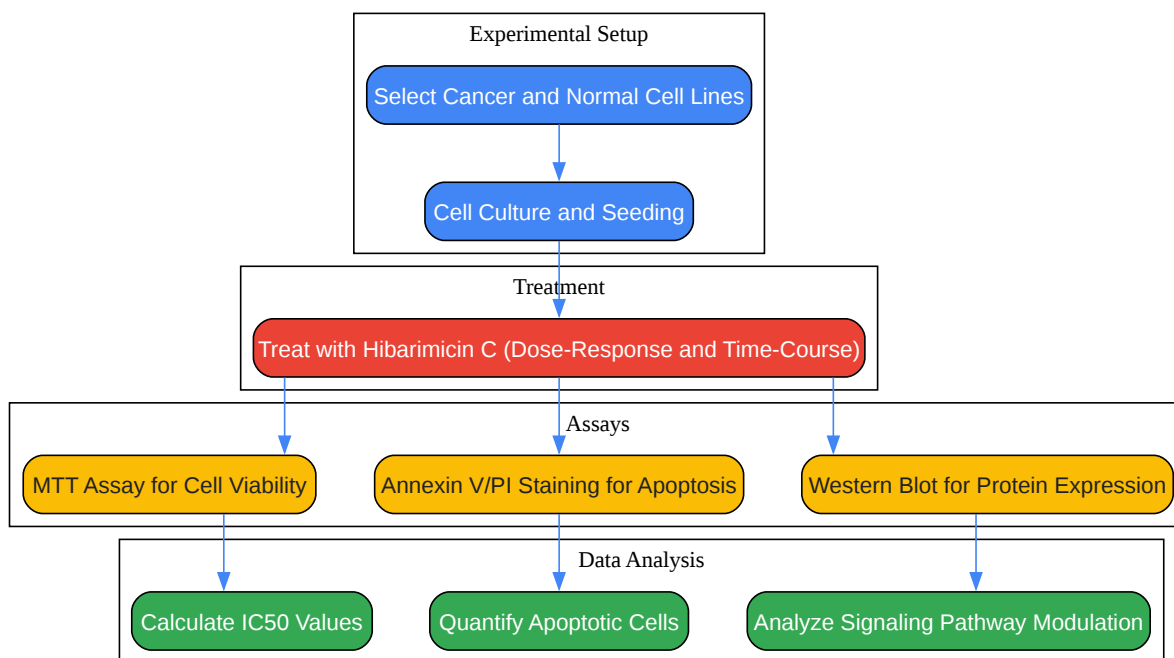 Experimental Setup
Select Cancer and Normal Cell Lines
Cell Culture and Seeding
Treatment
Treat with Hibarimicin C (Dose-Response and Time-Course)
Assays
MTT Assay for Cell Viability
Annexin V/PI Staining for Apoptosis
Western Blot for Protein Expression
Data Analysis
Calculate IC50 Values
Quantify Apoptotic Cells
Analyze Signaling Pathway Modulation